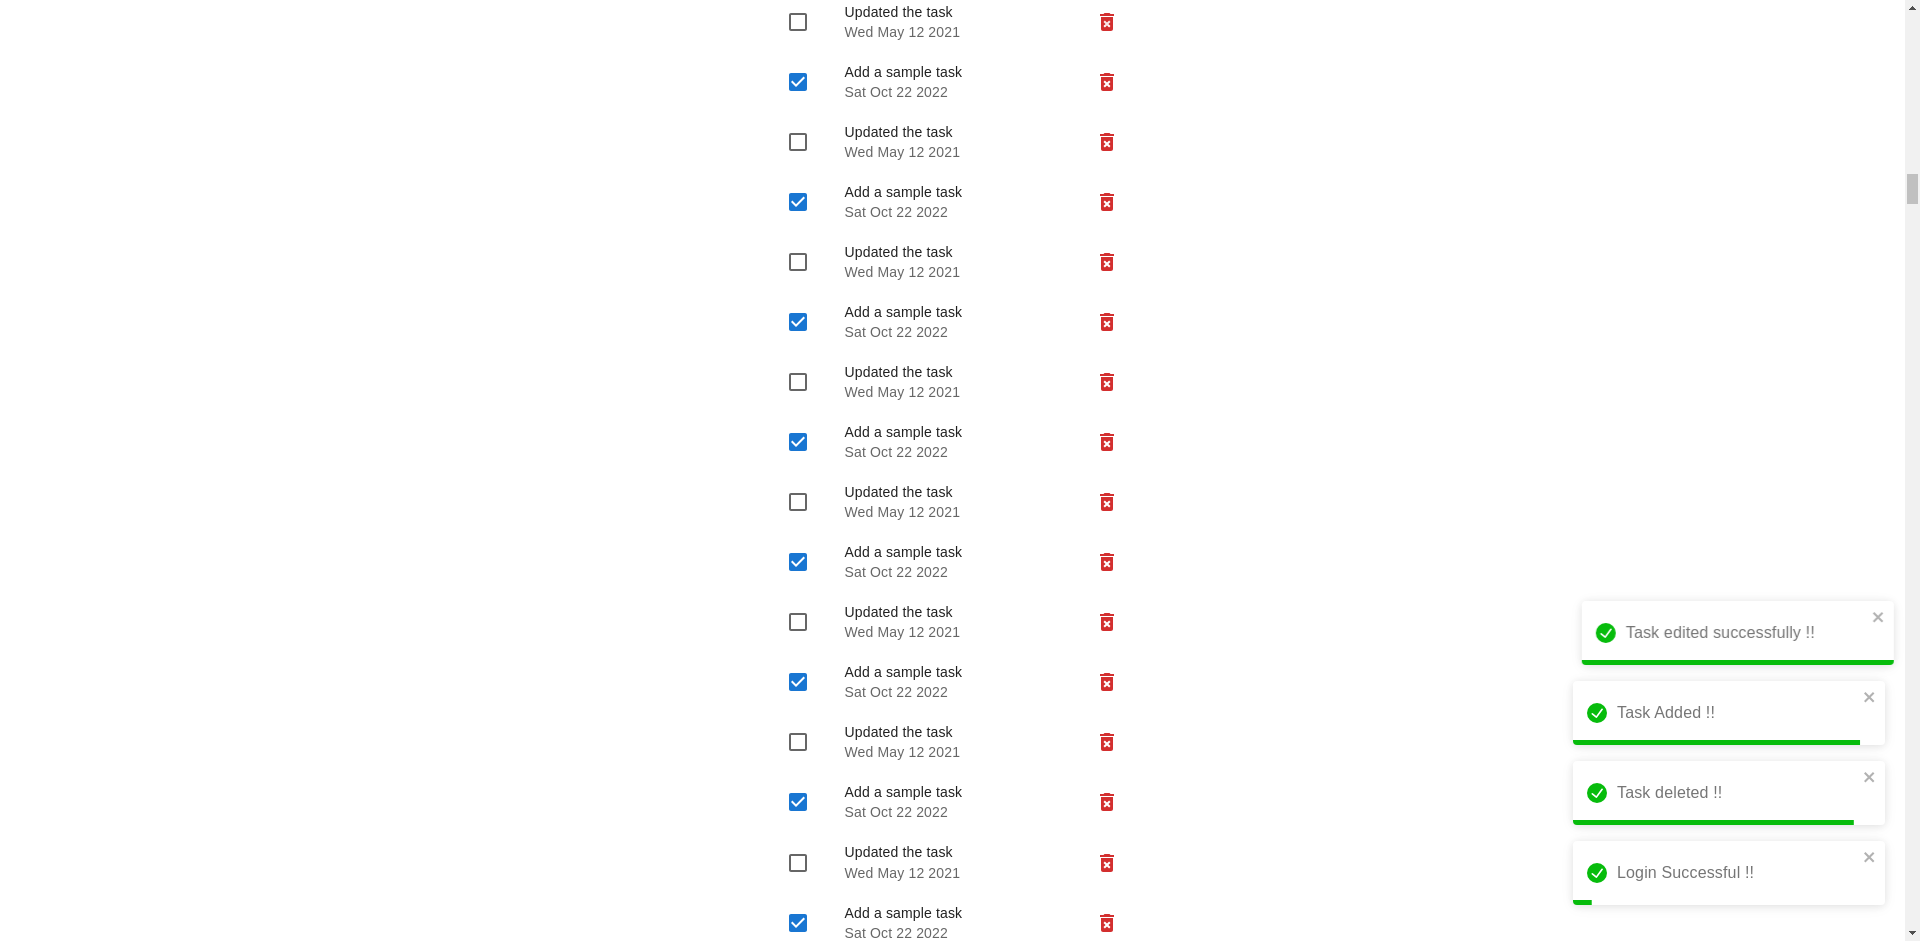 Updated the task
Wed May 12 2021
Add a sample task
Sat Oct 22 2022
Updated the task
Wed May 12 2021
Add a sample task
Sat Oct 22 2022
Updated the task
Wed May 12 2021
Add a sample task
Sat Oct 22 2022
Updated the task
Wed May 12 2021
Add a sample task
Sat Oct 22 2022
Updated the task
Wed May 12 2021
Add a sample task
Sat Oct 22 2022
Updated the task
Wed May 12 2021
Add a sample task
Sat Oct 22 2022
Updated the task
Wed May 12 2021
Add a sample task
Sat Oct 22 2022
Updated the task
Wed May 12 2021
Add a sample task
Sat Oct 22 2022
Task edited successfully !!
Task Added !!
Task deleted !!
Login Successful !!